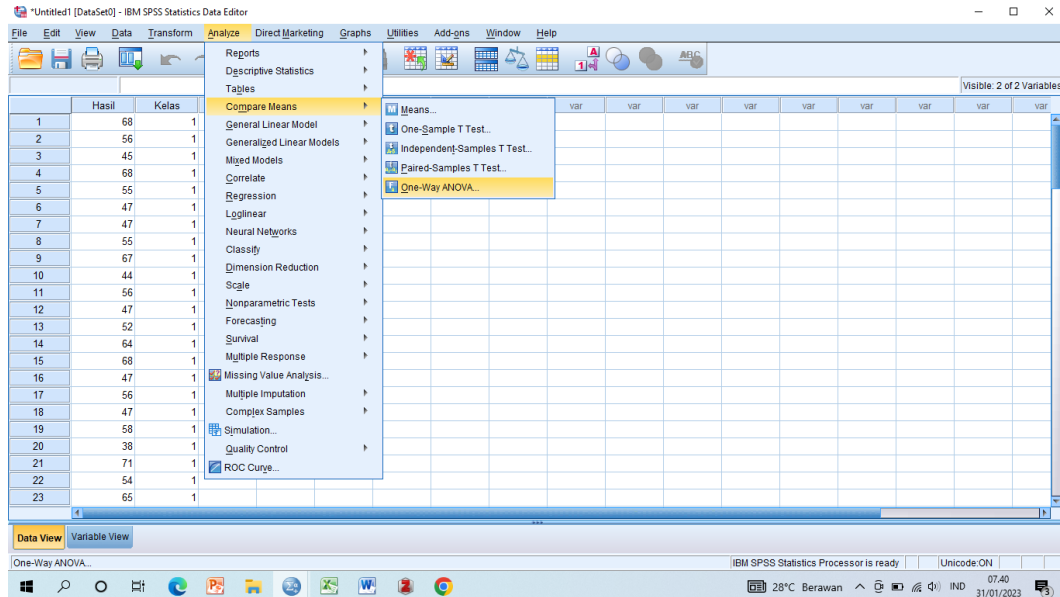 *Untitled1 [DataSet0] - IBM SPSS Statistics Data Editor
File Edit View Data Transform Analyze Direct Marketing Graphs Utilities Add-ons Window Help
Visible: 2 of 2 Variables
Hasil Kelas var var var var var var var var var
1 68 1
2 56 1
3 45 1
4 68 1
5 55 1
6 47 1
7 47 1
8 55 1
9 67 1
10 44 1
11 56 1
12 47 1
13 52 1
14 64 1
15 68 1
16 47 1
17 56 1
18 47 1
19 58 1
20 38 1
21 71 1
22 54 1
23 65 1
Reports
Descriptive Statistics
Tables
Compare Means
General Linear Model
Generalized Linear Models
Mixed Models
Correlate
Regression
Loglinear
Neural Networks
Classify
Dimension Reduction
Scale
Nonparametric Tests
Forecasting
Survival
Multiple Response
Missing Value Analysis...
Multiple Imputation
Complex Samples
Simulation...
Quality Control
ROC Curve...
Means...
One-Sample T Test...
Independent-Samples T Test...
Paired-Samples T Test...
One-Way ANOVA...
Data View Variable View
One-Way ANOVA...
IBM SPSS Statistics Processor is ready
Unicode:ON
28°C Berawan
IND
07.40
31/01/2023